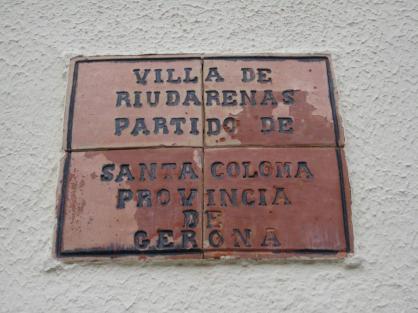 VILLA DE
RIUDARENAS
PARTIDO DE
SANTA COLOMA
PROVINCIA
DE
GERONA